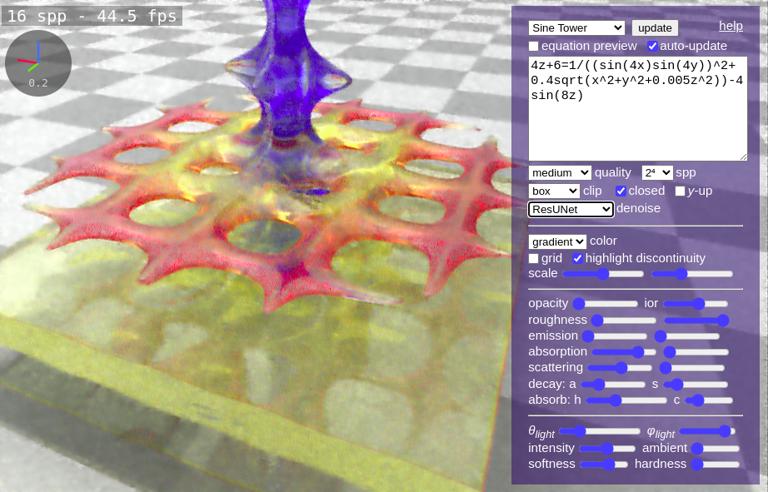 16 spp - 44.5 fps
0.2
Sine Tower update help
equation preview auto-update
4z+6=1/((sin(4x)sin(4y))^2+
0.4sqrt(x^2+y^2+0.005z^2))-4
sin(8z)
medium quality 2⁴ spp
box clip closed y-up
ResUNet denoise
gradient color
grid highlight discontinuity
scale
opacity ior
roughness
emission
absorption
scattering
decay: a s
absorb: h c
θlight φlight
intensity ambient
softness hardness